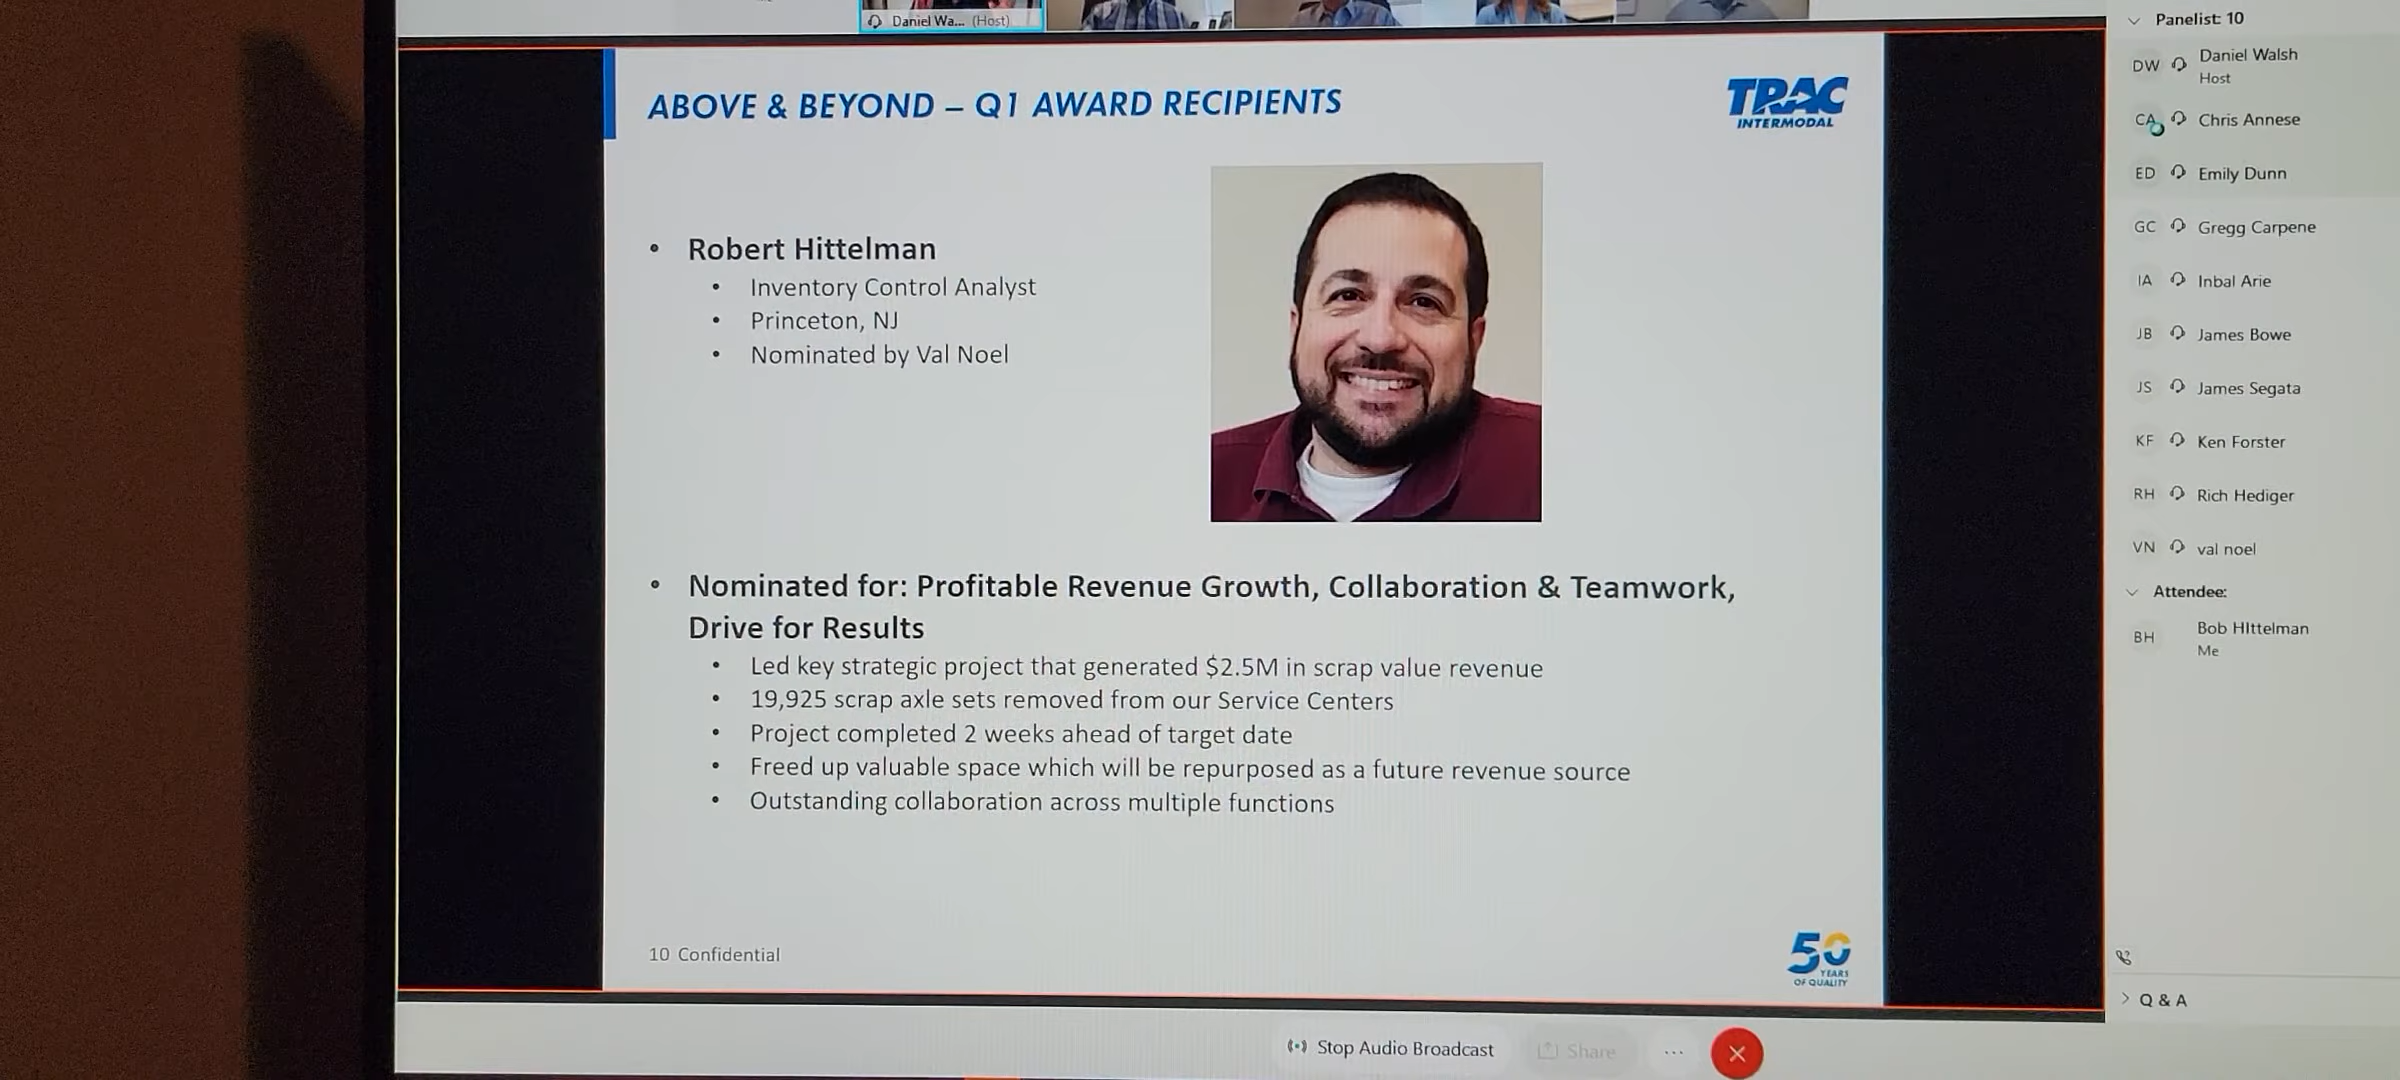 Daniel Wa... (Host)
ABOVE & BEYOND – Q1 AWARD RECIPIENTS
TRAC
INTERMODAL
• Robert Hittelman
• Inventory Control Analyst
• Princeton, NJ
• Nominated by Val Noel
• Nominated for: Profitable Revenue Growth, Collaboration & Teamwork,
Drive for Results
• Led key strategic project that generated $2.5M in scrap value revenue
• 19,925 scrap axle sets removed from our Service Centers
• Project completed 2 weeks ahead of target date
• Freed up valuable space which will be repurposed as a future revenue source
• Outstanding collaboration across multiple functions
10 Confidential
50
YEARS
OF QUALITY
Panelist: 10
DW Daniel Walsh
Host
CA Chris Annese
ED Emily Dunn
GC Gregg Carpene
IA Inbal Arie
JB James Bowe
JS James Segata
KF Ken Forster
RH Rich Hediger
VN val noel
Attendee:
BH Bob HIttelman
Me
Q & A
Stop Audio Broadcast
Share